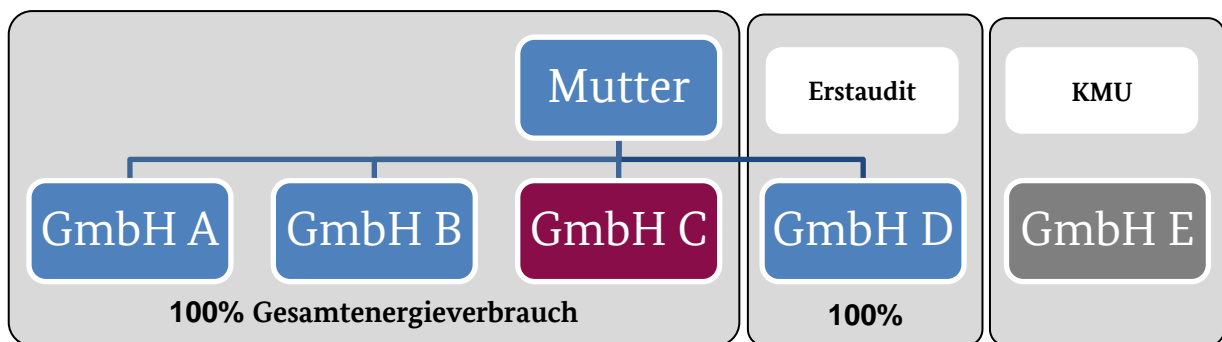 Mutter
Erstaudit
KMU
GmbH A
GmbH B
GmbH C
GmbH D
GmbH E
100% Gesamtenergieverbrauch
100%